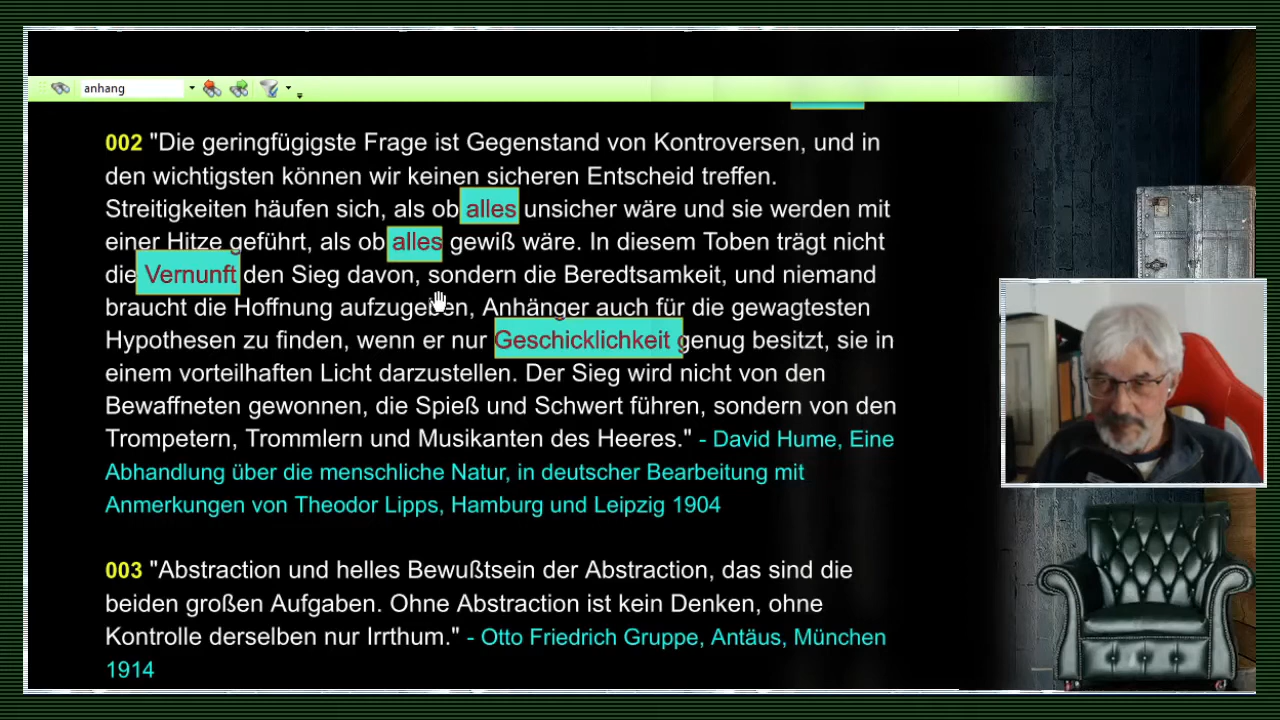 anhang
002 "Die geringfügigste Frage ist Gegenstand von Kontroversen, und in
den wichtigsten können wir keinen sicheren Entscheid treffen.
Streitigkeiten häufen sich, als ob alles unsicher wäre und sie werden mit
einer Hitze geführt, als ob alles gewiß wäre. In diesem Toben trägt nicht
die Vernunft den Sieg davon, sondern die Beredtsamkeit, und niemand
braucht die Hoffnung aufzugeben, Anhänger auch für die gewagtesten
Hypothesen zu finden, wenn er nur Geschicklichkeit genug besitzt, sie in
einem vorteilhaften Licht darzustellen. Der Sieg wird nicht von den
Bewaffneten gewonnen, die Spieß und Schwert führen, sondern von den
Trompetern, Trommlern und Musikanten des Heeres." - David Hume, Eine
Abhandlung über die menschliche Natur, in deutscher Bearbeitung mit
Anmerkungen von Theodor Lipps, Hamburg und Leipzig 1904
003 "Abstraction und helles Bewußtsein der Abstraction, das sind die
beiden großen Aufgaben. Ohne Abstraction ist kein Denken, ohne
Kontrolle derselben nur Irrthum." - Otto Friedrich Gruppe, Antäus, München
1914